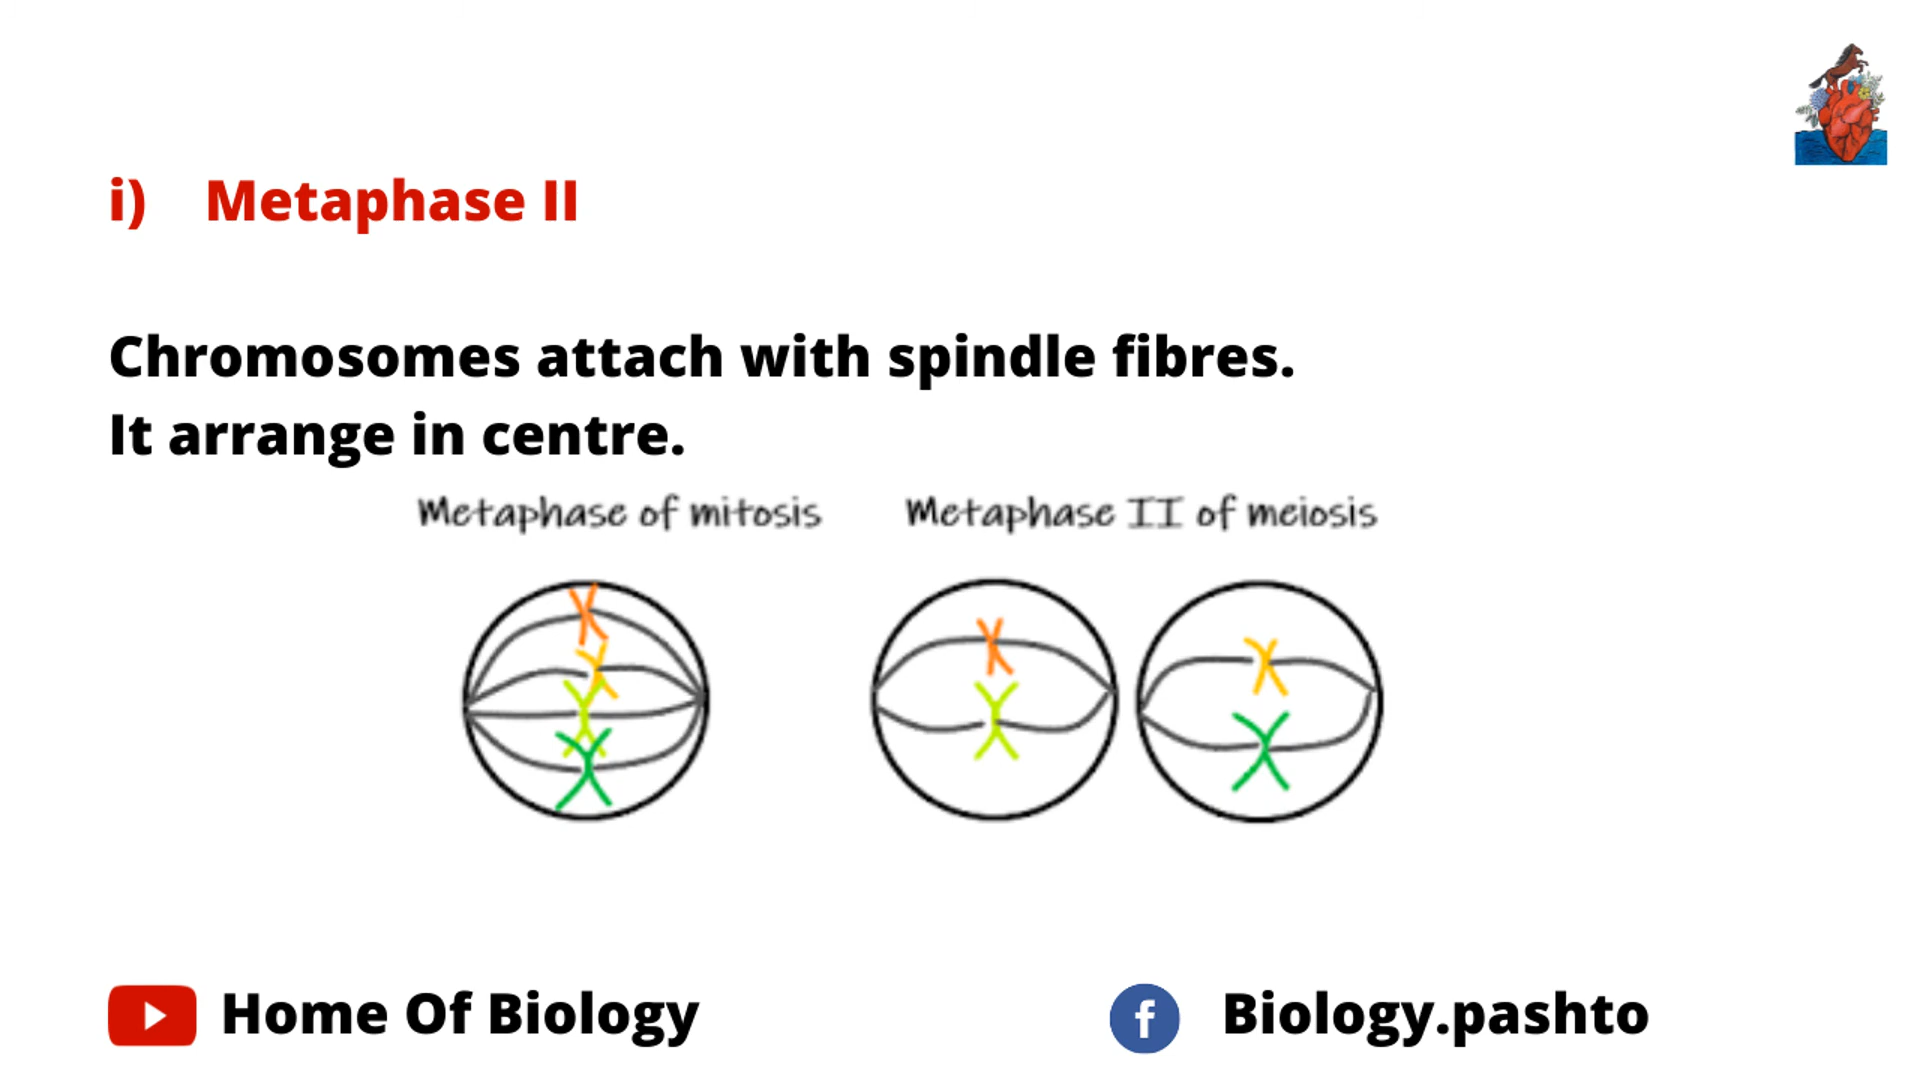 i) Metaphase II
Chromosomes attach with spindle fibres.
It arrange in centre.
Metaphase of mitosis
Metaphase II of meiosis
Home Of Biology
Biology.pashto